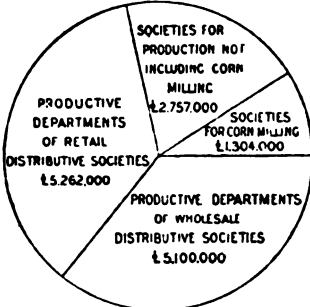 SOCIETIES FOR
PRODUCTION NOT
INCLUDING CORN
MILLING
£2.757.000
SOCIETIES
FOR CORN MILLING
£1.304.000
PRODUCTIVE
DEPARTMENTS
OF RETAIL
DISTRIBUTIVE SOCIETIES
£5.262,000
PRODUCTIVE DEPARTMENTS
OF WHOLESALE
DISTRIBUTIVE SOCIETIES
£5.100.000